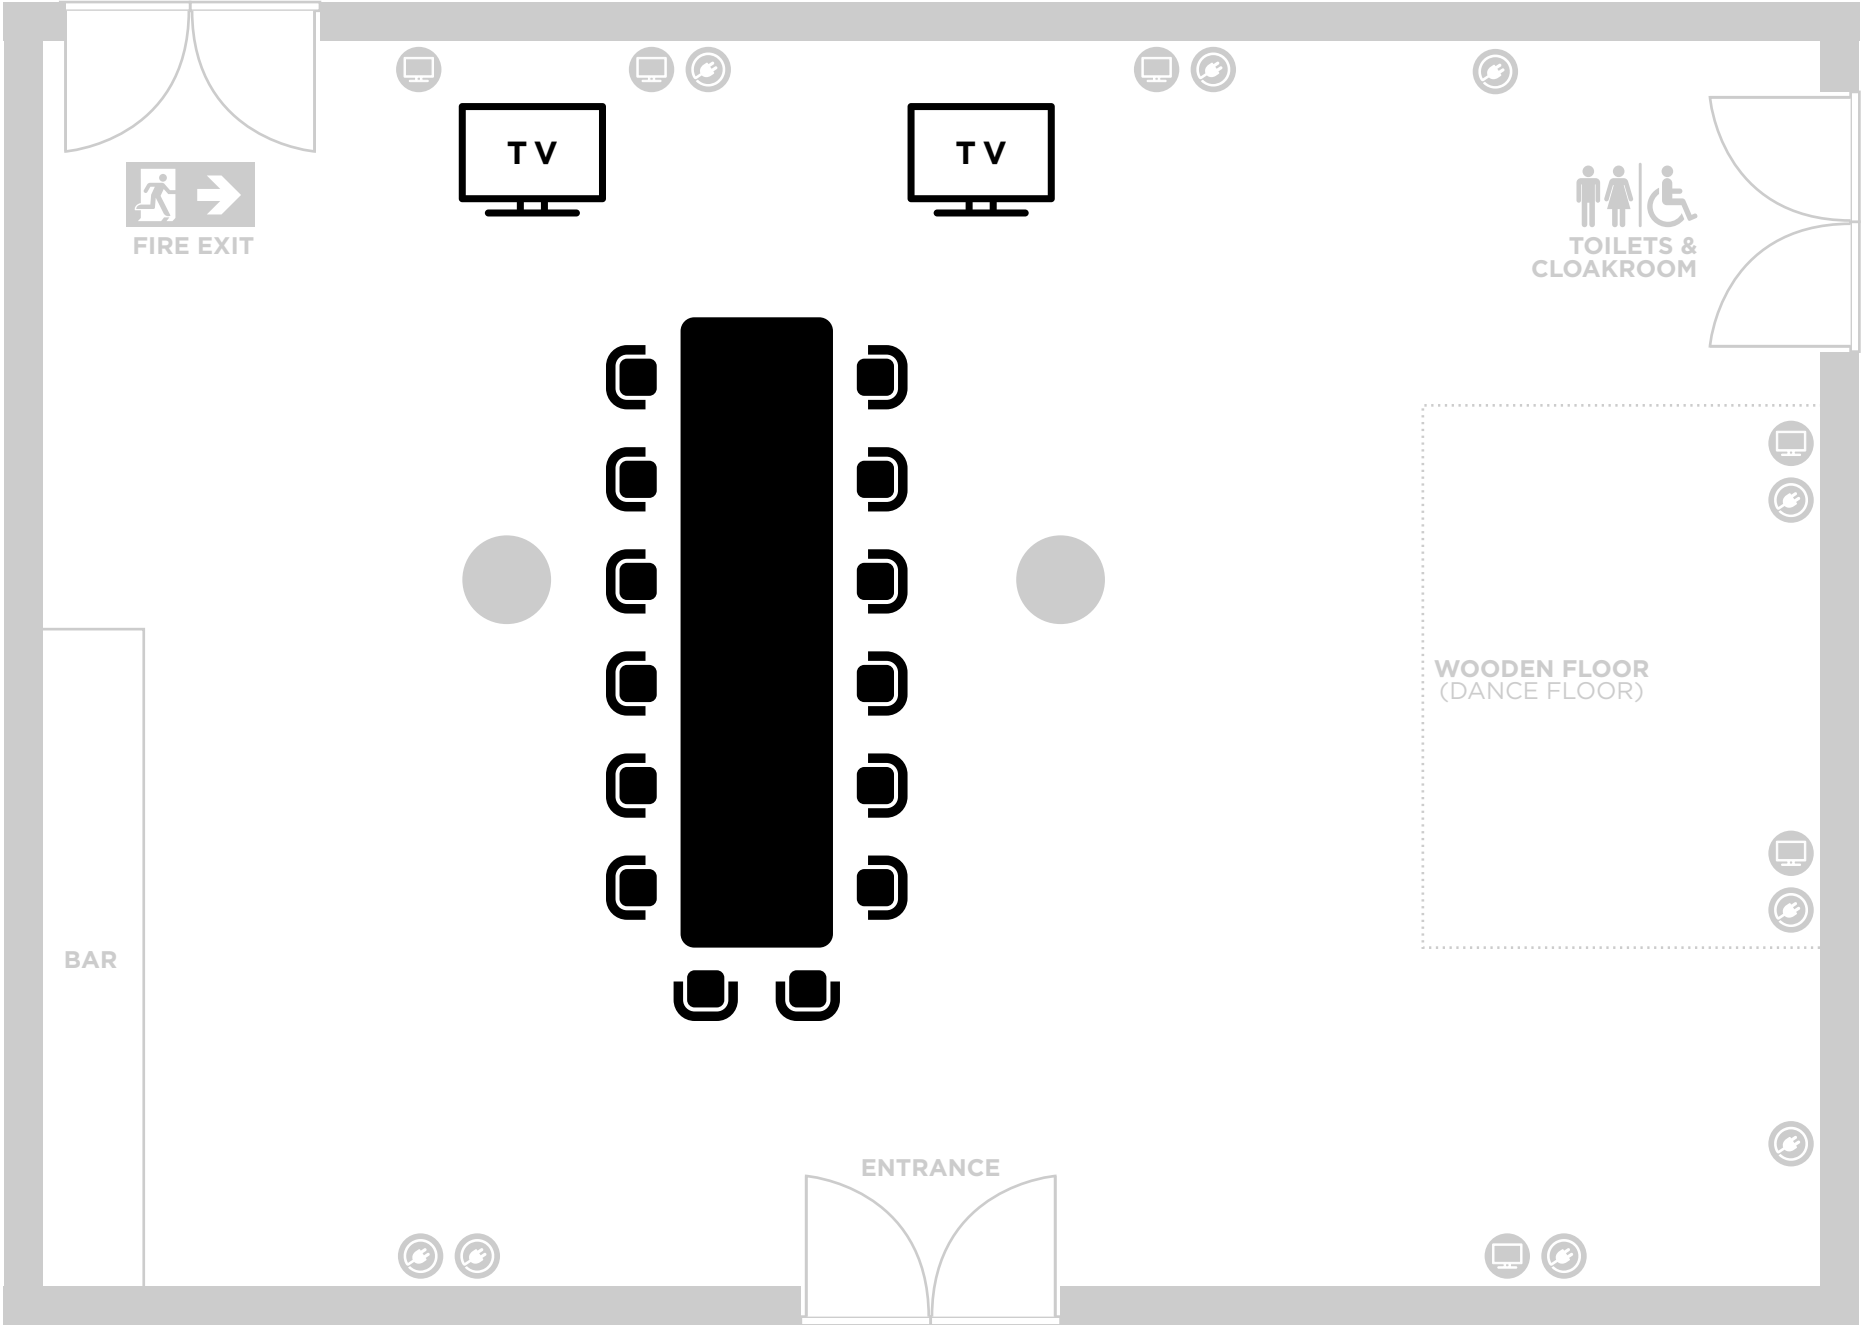 TV
TV
FIRE EXIT
TOILETS &
CLOAKROOM
WOODEN FLOOR
(DANCE FLOOR)
BAR
ENTRANCE